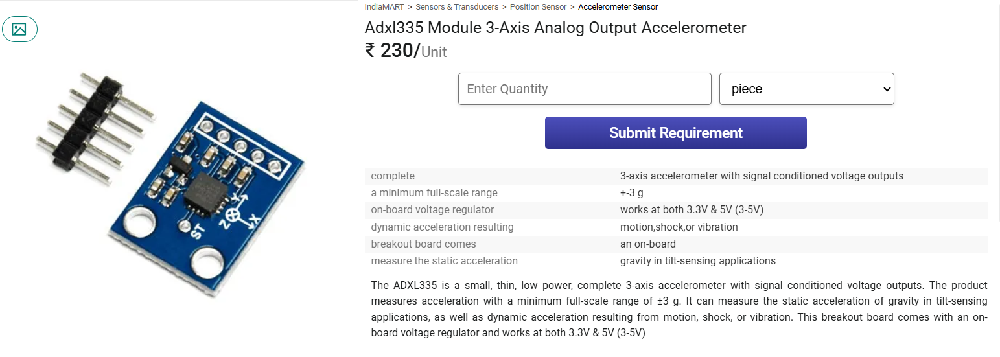 IndiaMART > Sensors & Transducers > Position Sensor > Accelerometer Sensor
Adxl335 Module 3-Axis Analog Output Accelerometer
₹ 230/Unit
Enter Quantity
piece
Submit Requirement
complete 3-axis accelerometer with signal conditioned voltage outputs
a minimum full-scale range +-3 g
on-board voltage regulator works at both 3.3V & 5V (3-5V)
dynamic acceleration resulting motion,shock,or vibration
breakout board comes an on-board
measure the static acceleration gravity in tilt-sensing applications
The ADXL335 is a small, thin, low power, complete 3-axis accelerometer with signal conditioned voltage outputs. The product
measures acceleration with a minimum full-scale range of ±3 g. It can measure the static acceleration of gravity in tilt-sensing
applications, as well as dynamic acceleration resulting from motion, shock, or vibration. This breakout board comes with an on-
board voltage regulator and works at both 3.3V & 5V (3-5V)
Y
X
Z
ST